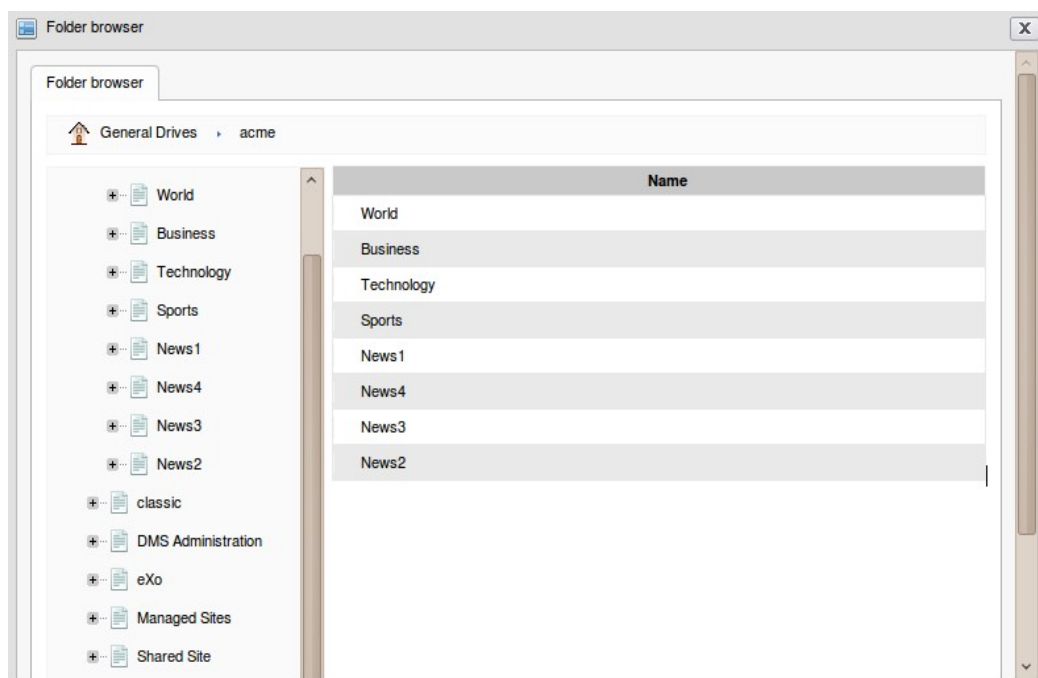 Folder browser
X
Folder browser
General Drives acme
World
Business
Technology
Sports
News1
News4
News3
News2
classic
DMS Administration
eXo
Managed Sites
Shared Site
Name
World
Business
Technology
Sports
News1
News4
News3
News2